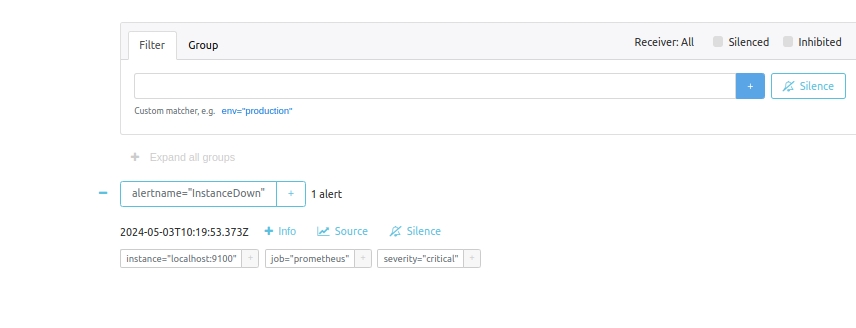 Filter Group Receiver: All Silenced Inhibited
+ Silence
Custom matcher, e.g. env="production"
+ Expand all groups
− alertname="InstanceDown" + 1 alert
2024-05-03T10:19:53.373Z + Info Source Silence
instance="localhost:9100" + job="prometheus" + severity="critical" +